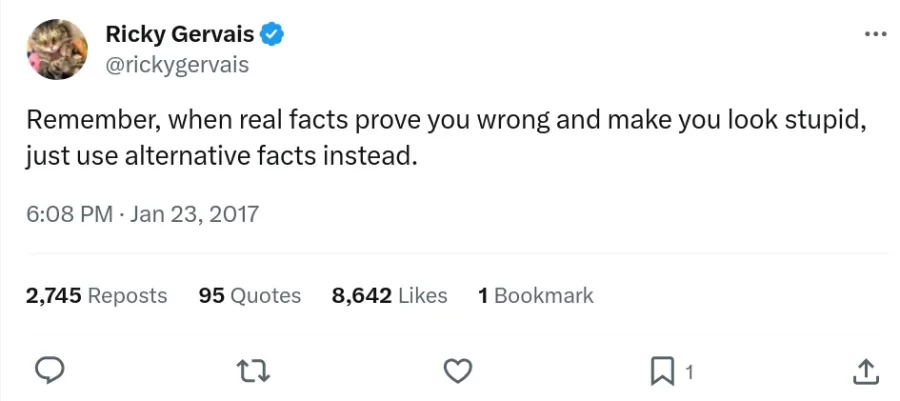 Ricky Gervais
@rickygervais
Remember, when real facts prove you wrong and make you look stupid,
just use alternative facts instead.
6:08 PM · Jan 23, 2017
2,745 Reposts 95 Quotes 8,642 Likes 1 Bookmark
1